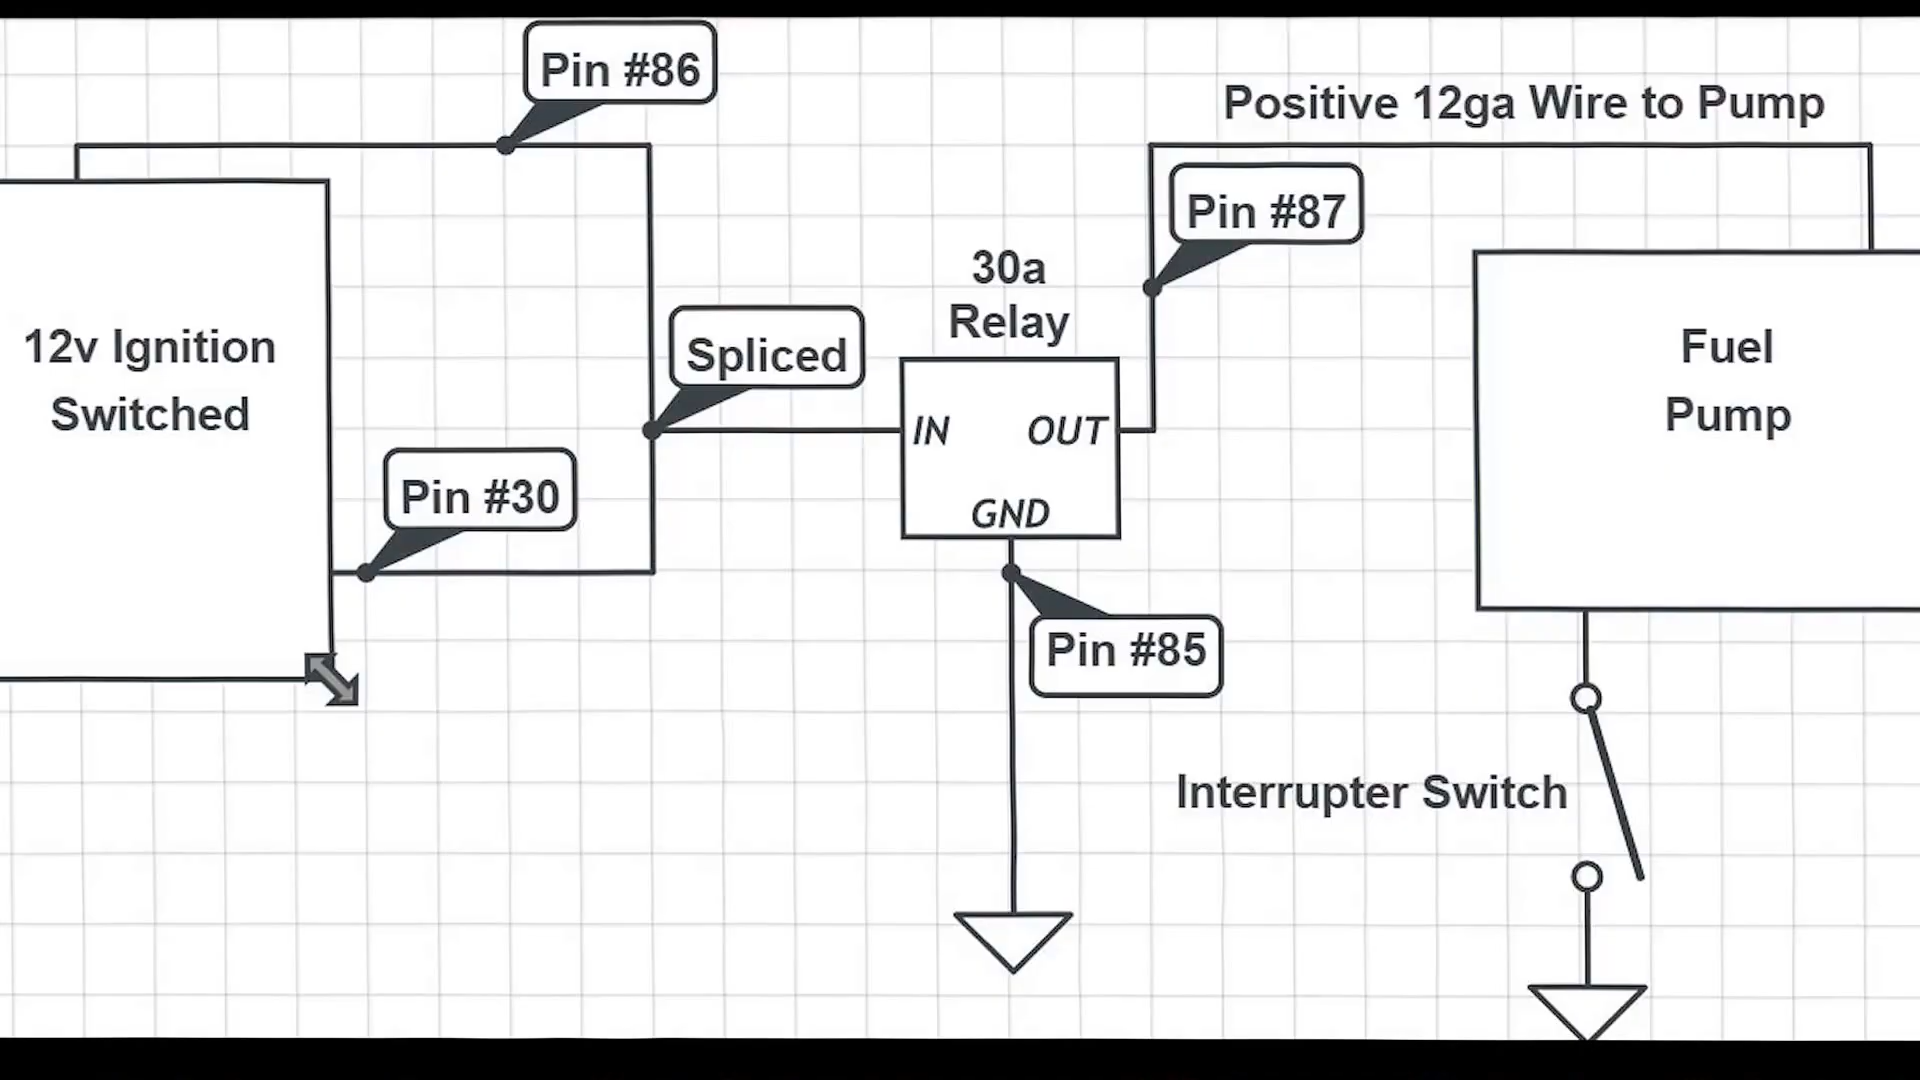 Pin #86
Positive 12ga Wire to Pump
Pin #87
30a
Relay
12v Ignition
Switched
Spliced
Fuel
Pump
IN
OUT
GND
Pin #30
Pin #85
Interrupter Switch